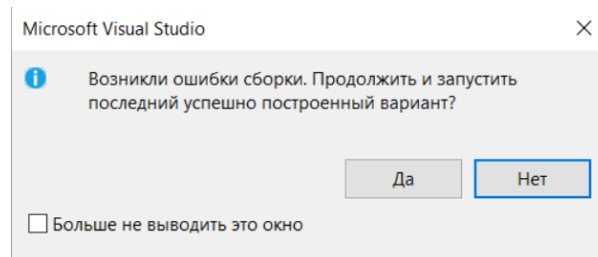 Microsoft Visual Studio
Возникли ошибки сборки. Продолжить и запустить
последний успешно построенный вариант?
Да
Нет
Больше не выводить это окно